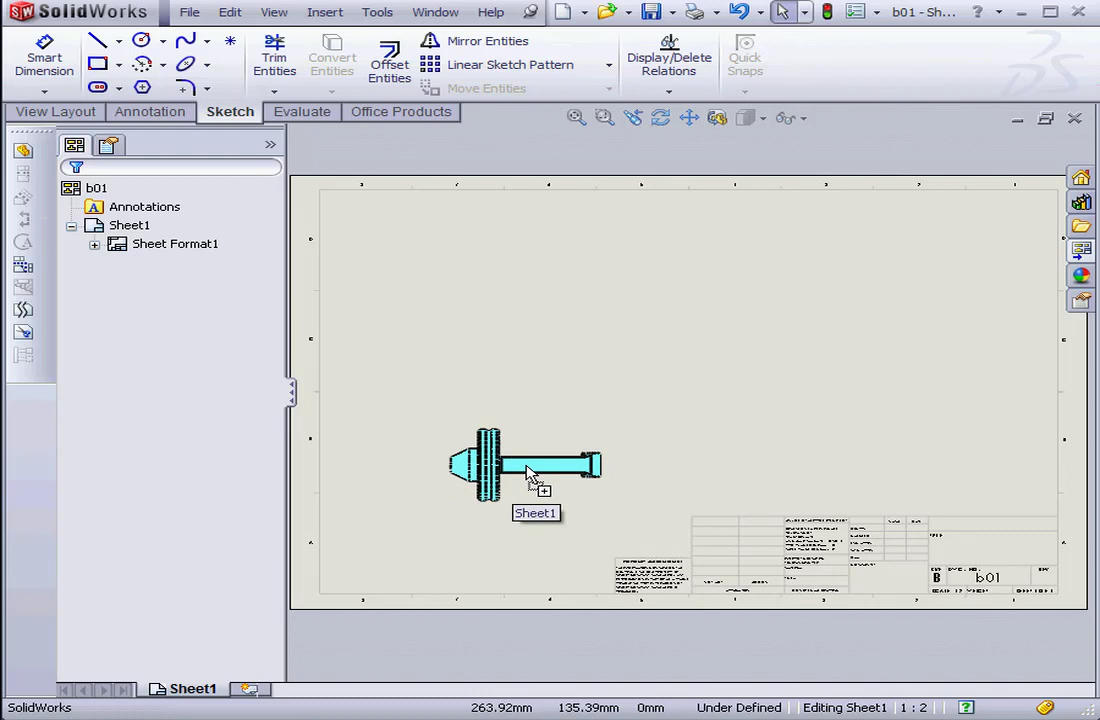 SolidWorks File Edit View Insert Tools Window Help b01 - Sh... ?
Smart Dimension
Trim Entities
Convert Entities
Offset Entities
Mirror Entities
Linear Sketch Pattern
Move Entities
Display/Delete Relations
Quick Snaps
View Layout Annotation Sketch Evaluate Office Products
b01
Annotations
Sheet1
Sheet Format1
Sheet1
B b01
Sheet1
SolidWorks 263.92mm 135.39mm 0mm Under Defined Editing Sheet1 1 : 2 ?